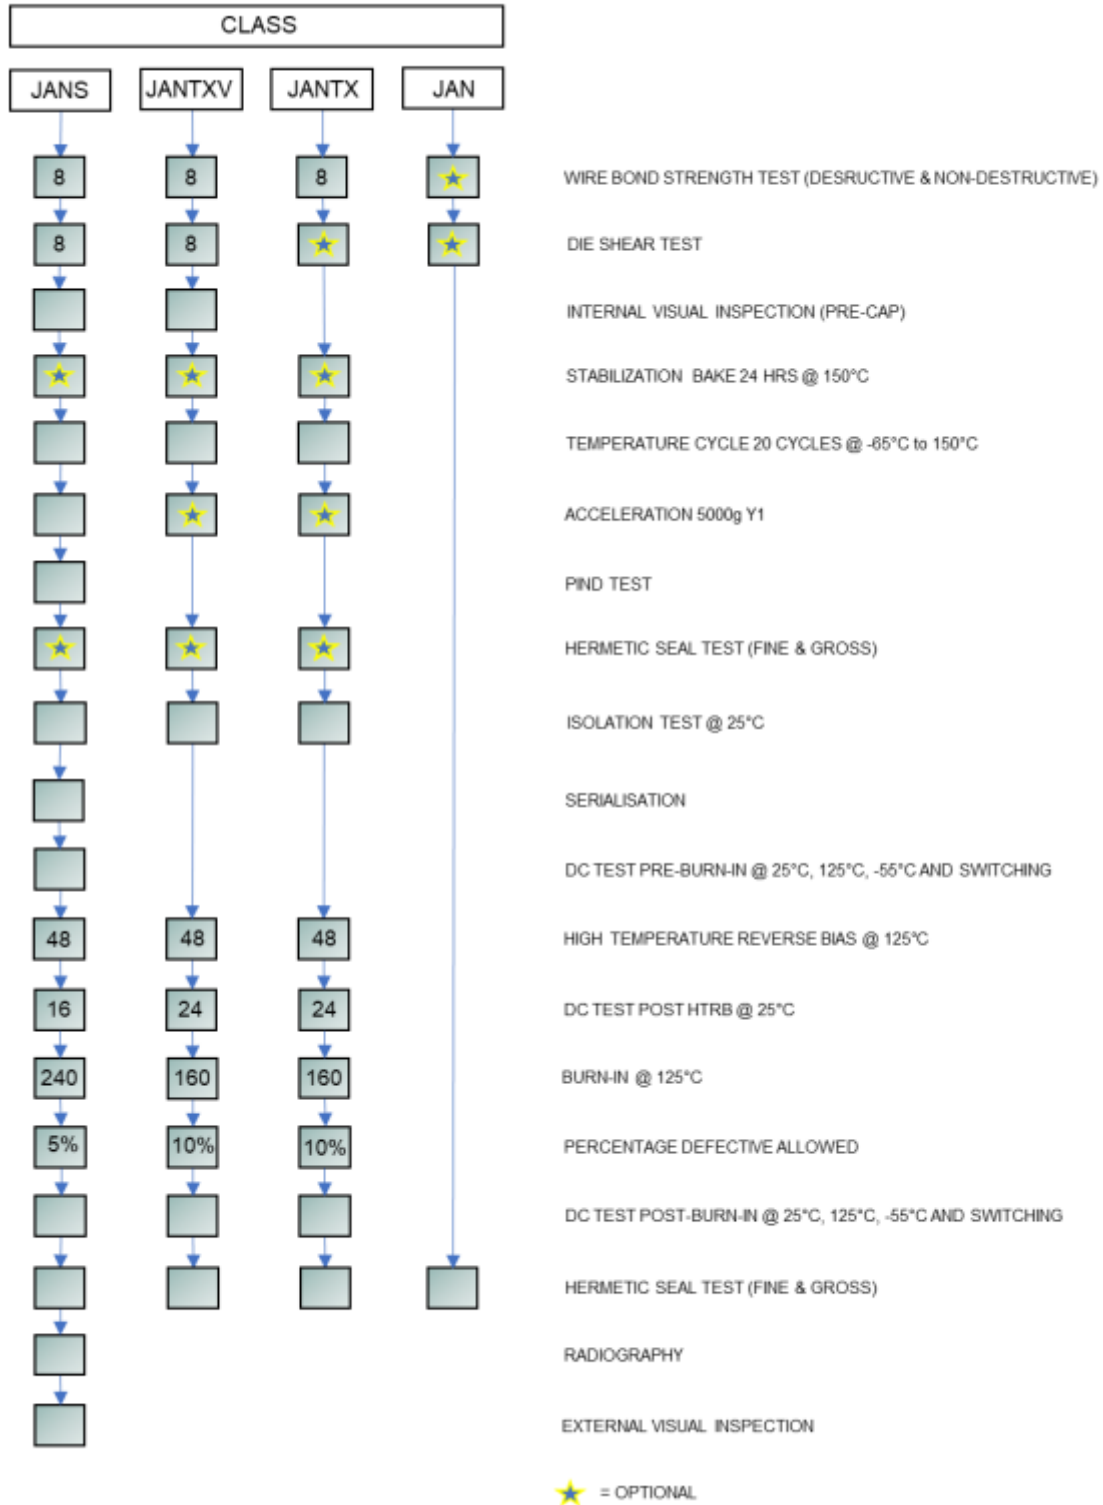 CLASS
JANS JANTXV JANTX JAN
8 8 8 WIRE BOND STRENGTH TEST (DESRUCTIVE & NON-DESTRUCTIVE)
8 8 DIE SHEAR TEST
INTERNAL VISUAL INSPECTION (PRE-CAP)
STABILIZATION BAKE 24 HRS @ 150°C
TEMPERATURE CYCLE 20 CYCLES @ -65°C to 150°C
ACCELERATION 5000g Y1
PIND TEST
HERMETIC SEAL TEST (FINE & GROSS)
ISOLATION TEST @ 25°C
SERIALISATION
DC TEST PRE-BURN-IN @ 25°C, 125°C, -55°C AND SWITCHING
48 48 48 HIGH TEMPERATURE REVERSE BIAS @ 125°C
16 24 24 DC TEST POST HTRB @ 25°C
240 160 160 BURN-IN @ 125°C
5% 10% 10% PERCENTAGE DEFECTIVE ALLOWED
DC TEST POST-BURN-IN @ 25°C, 125°C, -55°C AND SWITCHING
HERMETIC SEAL TEST (FINE & GROSS)
RADIOGRAPHY
EXTERNAL VISUAL INSPECTION
= OPTIONAL